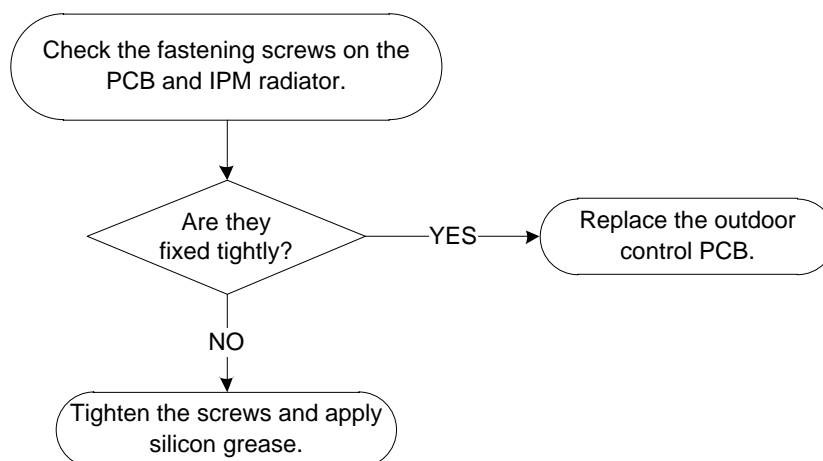 Check the fastening screws on the
PCB and IPM radiator.
Are they
fixed tightly?
YES
Replace the outdoor
control PCB.
NO
Tighten the screws and apply
silicon grease.